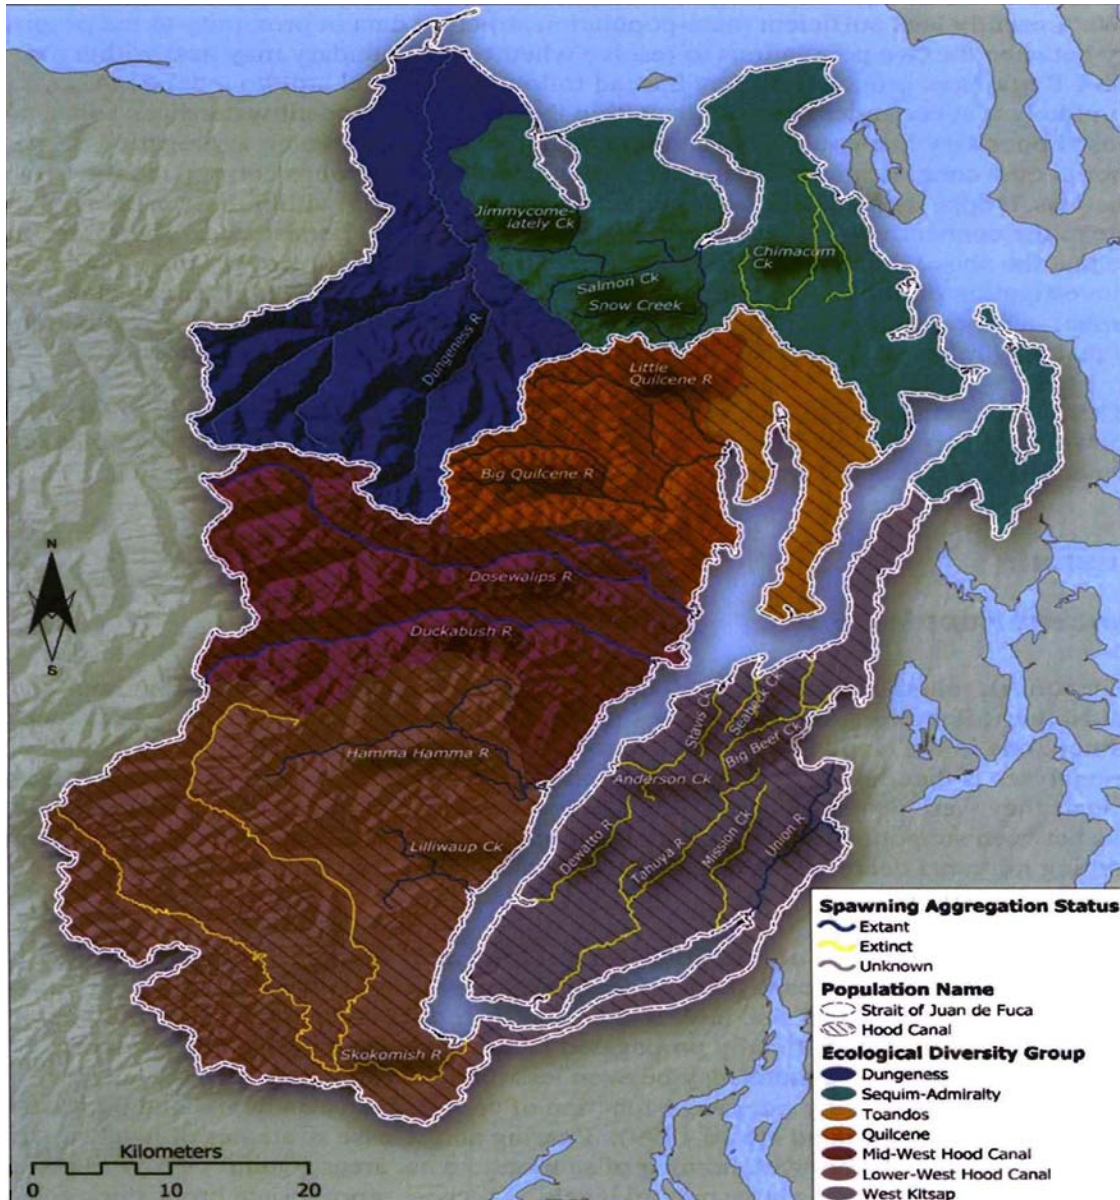 Jimmycome-
lately Ck
Chimacum
Ck
Salmon Ck
Snow Creek
Dungeness R
Little
Quilcene R
Big Quilcene R
N
S
Dosewalips R
Duckabush R
Stavis Ck
Seabeck Ck
Big Beef Ck
Hamma Hamma R
Anderson Ck
Dewatto R
Tahuya R
Mission Ck
Union R
Lilliwaup Ck
Skokomish R
Kilometers
0
10
20
Spawning Aggregation Status
Extant
Extinct
Unknown
Population Name
Strait of Juan de Fuca
Hood Canal
Ecological Diversity Group
Dungeness
Sequim-Admiralty
Toandos
Quilcene
Mid-West Hood Canal
Lower-West Hood Canal
West Kitsap